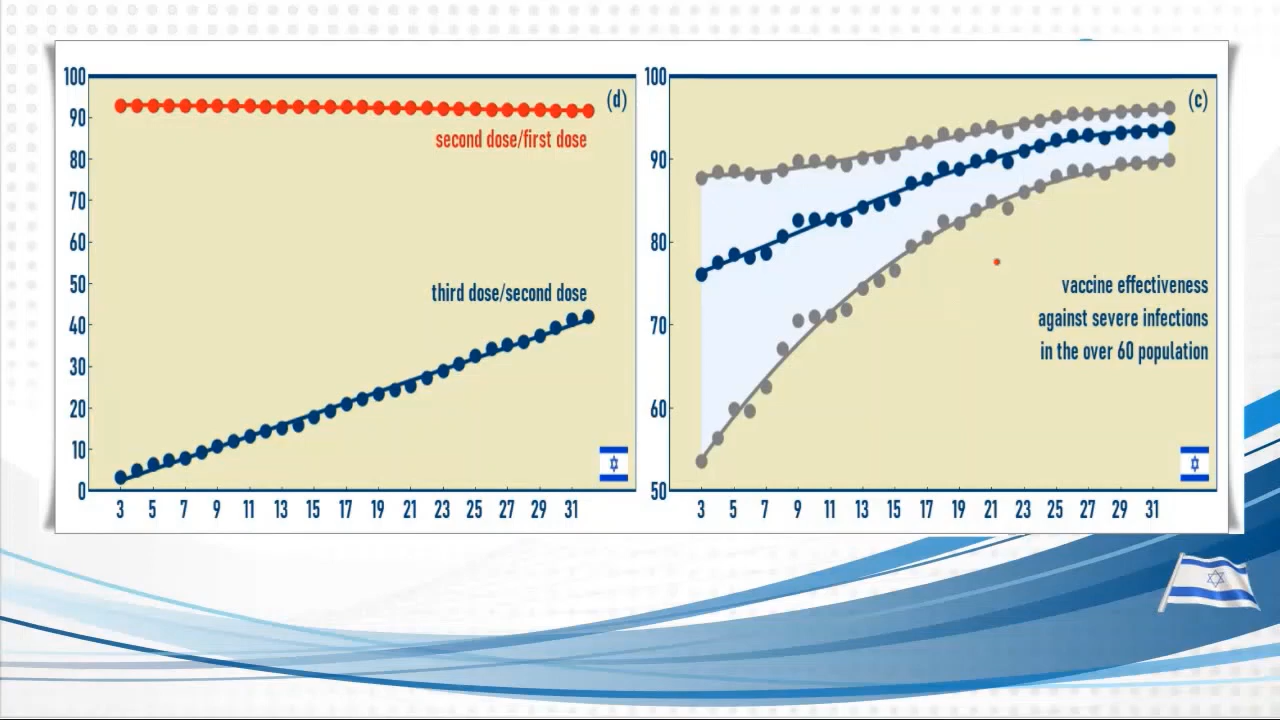 100
90
80
70
60
50
40
30
20
10
0
(d)
second dose/first dose
third dose/second dose
3 5 7 9 11 13 15 17 19 21 23 25 27 29 31
100
90
80
70
60
50
(c)
vaccine effectiveness
against severe infections
in the over 60 population
3 5 7 9 11 13 15 17 19 21 23 25 27 29 31